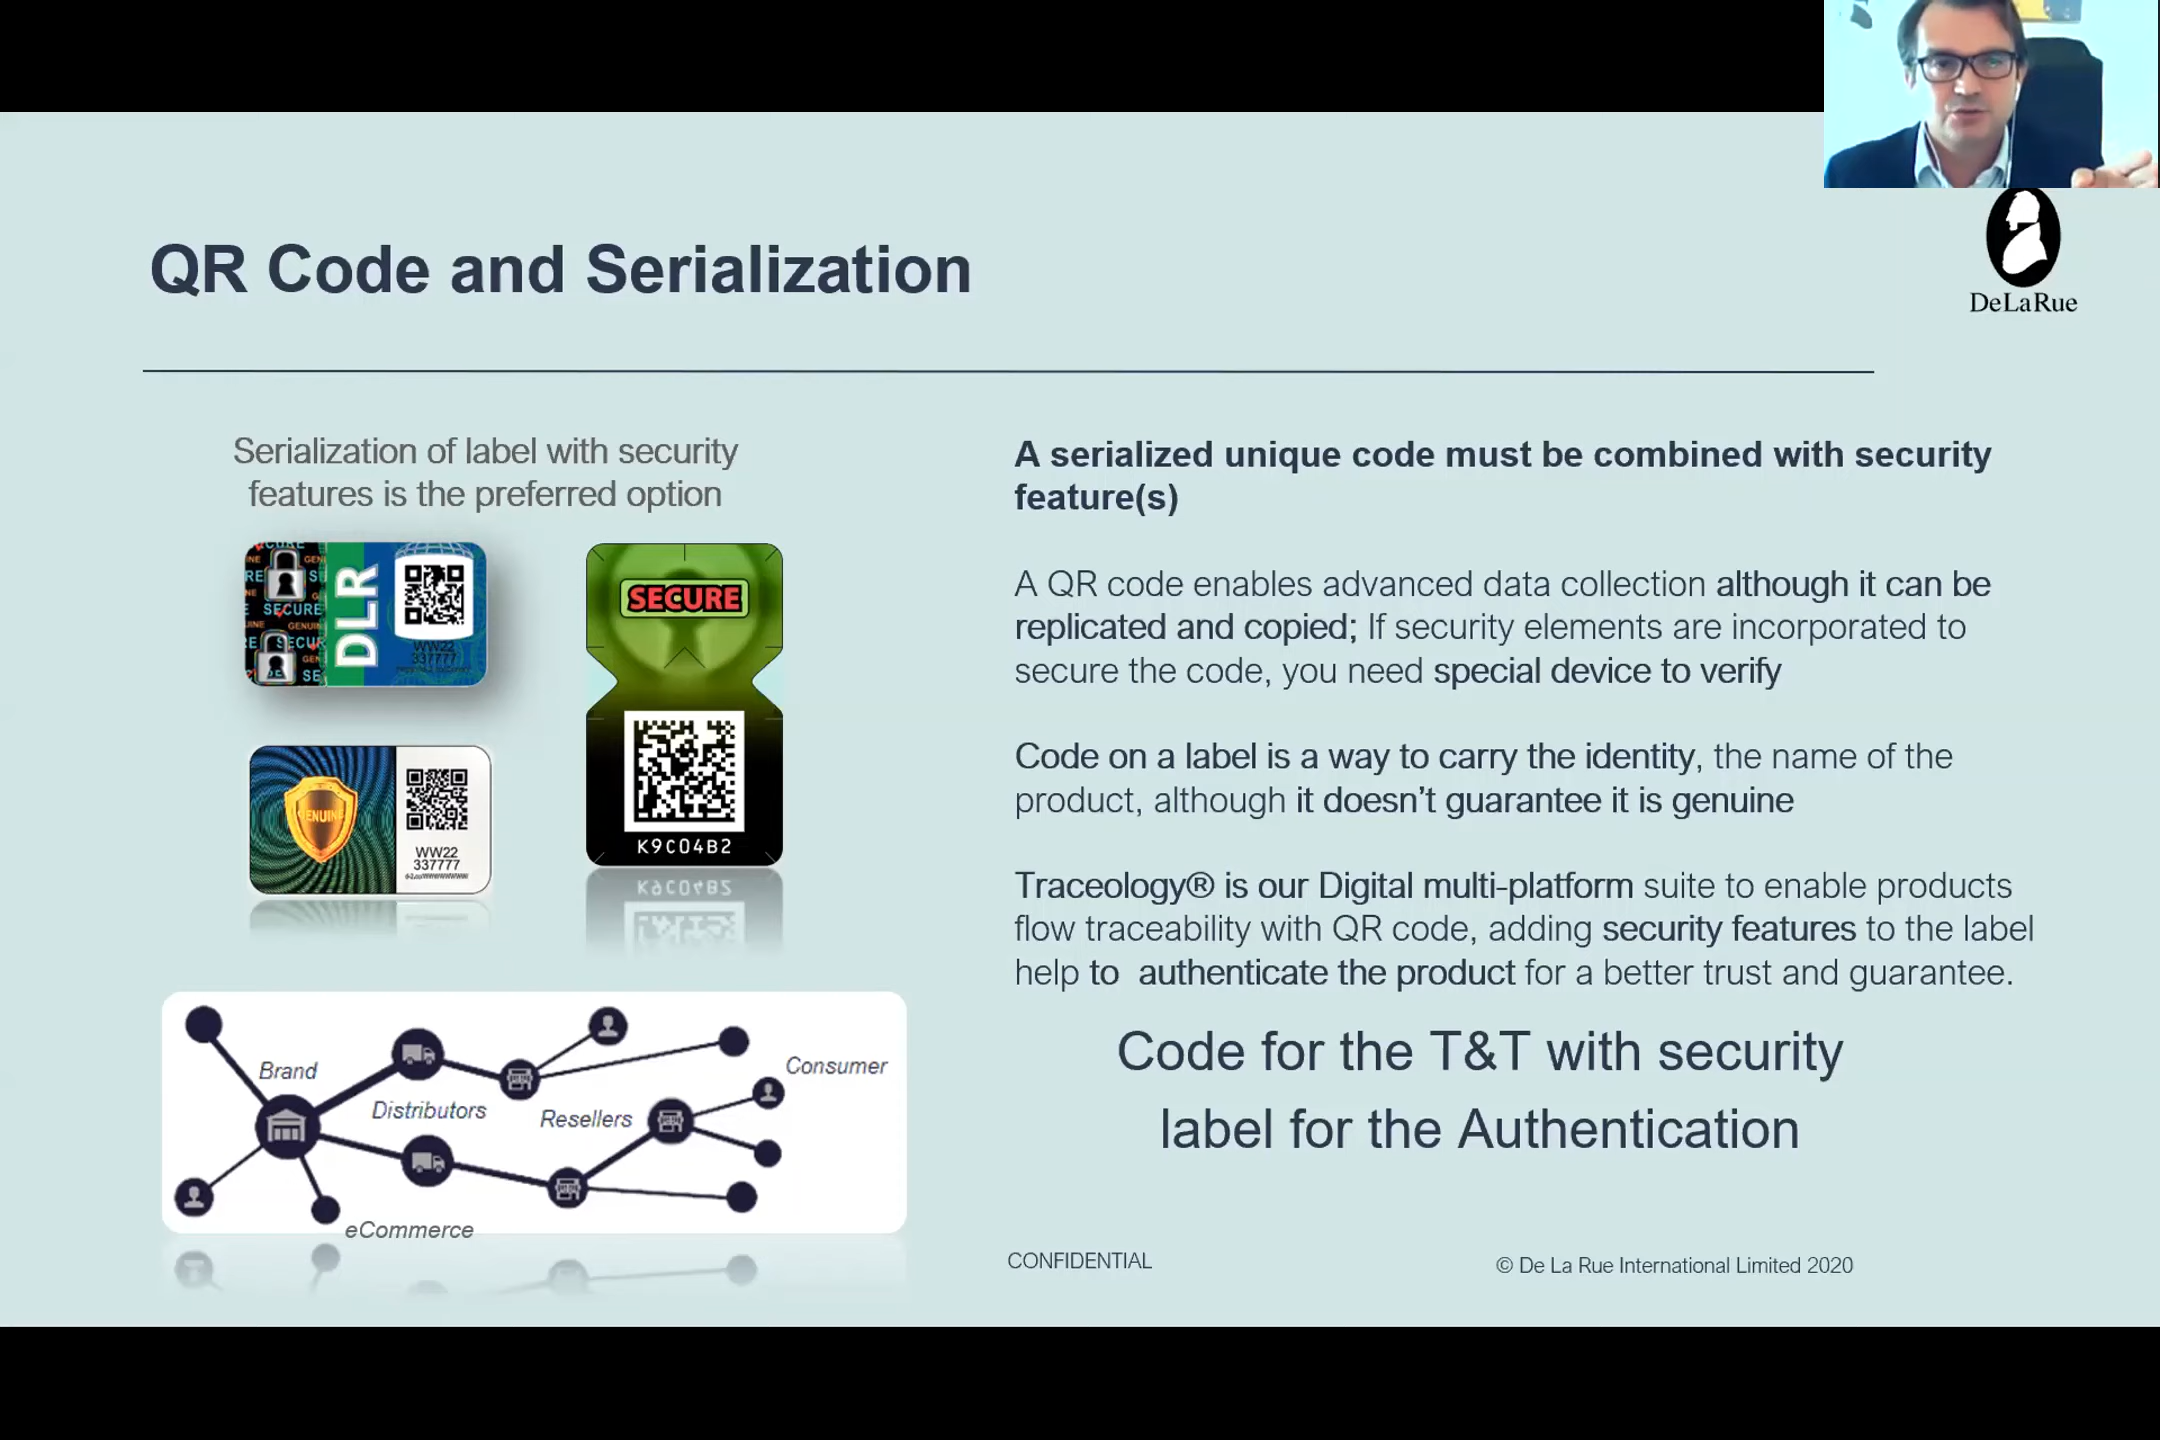 DeLaRue
QR Code and Serialization
Serialization of label with security
features is the preferred option
SECURE
GENUINE
DLR
WW22
337777
SECURE
K9C04B2
GENUINE
WW22
337777
Brand
Distributors
Resellers
Consumer
eCommerce
A serialized unique code must be combined with security
feature(s)
A QR code enables advanced data collection although it can be
replicated and copied; If security elements are incorporated to
secure the code, you need special device to verify
Code on a label is a way to carry the identity, the name of the
product, although it doesn't guarantee it is genuine
Traceology® is our Digital multi-platform suite to enable products
flow traceability with QR code, adding security features to the label
help to  authenticate the product for a better trust and guarantee.
Code for the T&T with security
label for the Authentication
CONFIDENTIAL
© De La Rue International Limited 2020